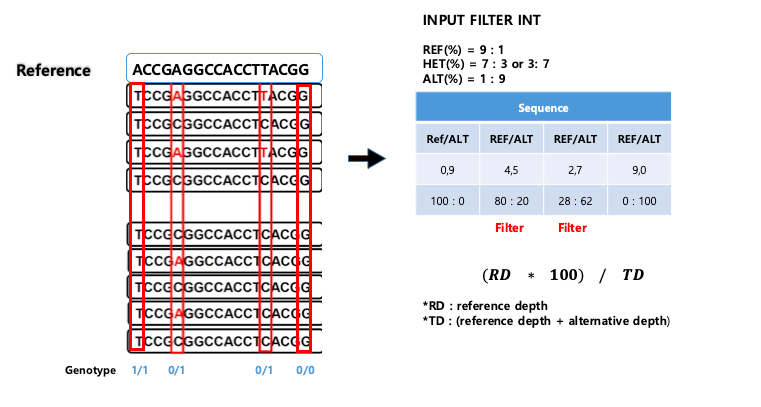 INPUT FILTER INT
REF(%) = 9 : 1
HET(%) = 7 : 3 or 3: 7
ALT(%) = 1 : 9
Reference
ACCGAGGCCACCTTACGG
TCCGAGGCCACCTTACGG
TCCGCGGCCACCTCACGG
TCCGAGGCCACCTTACGG
TCCGCGGCCACCTCACGG
TCCGCGGCCACCTCACGG
TCCGAGGCCACCTCACGG
TCCGCGGCCACCTCACGG
TCCGAGGCCACCTCACGG
TCCGCGGCCACCTCACGG
Genotype 1/1 0/1 0/1 0/0
Sequence
Ref/ALT REF/ALT REF/ALT REF/ALT
0,9 4,5 2,7 9,0
100 : 0 80 : 20 28 : 62 0 : 100
Filter Filter
(RD * 100) / TD
*RD : reference depth
*TD : (reference depth + alternative depth)